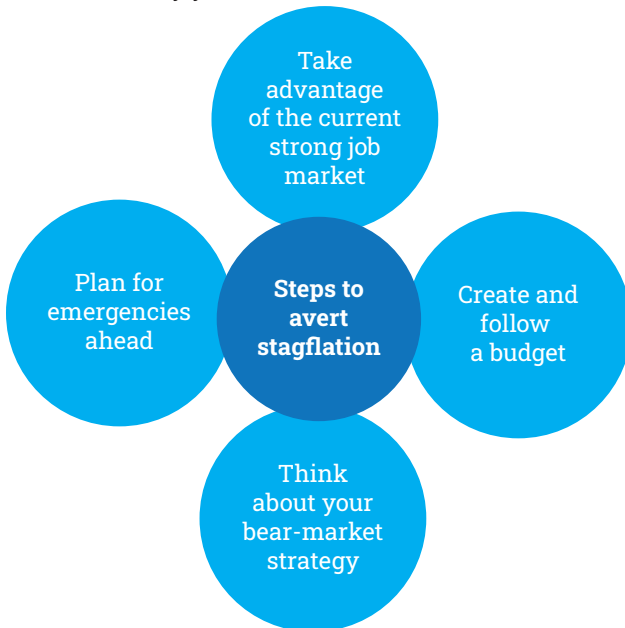 Take
advantage
of the current
strong job
market
Plan for
emergencies
ahead
Steps to
avert
stagflation
Create and
follow
a budget
Think
about your
bear-market
strategy